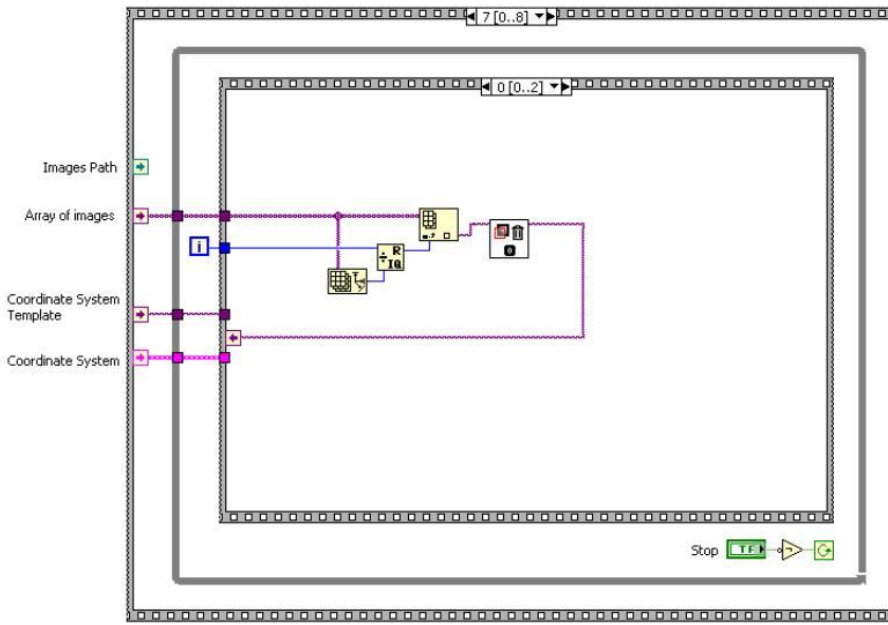 7 [0..8]
0 [0..2]
Images Path
Array of images
i
R
IQ
Coordinate System
Template
Coordinate System
Stop
TF